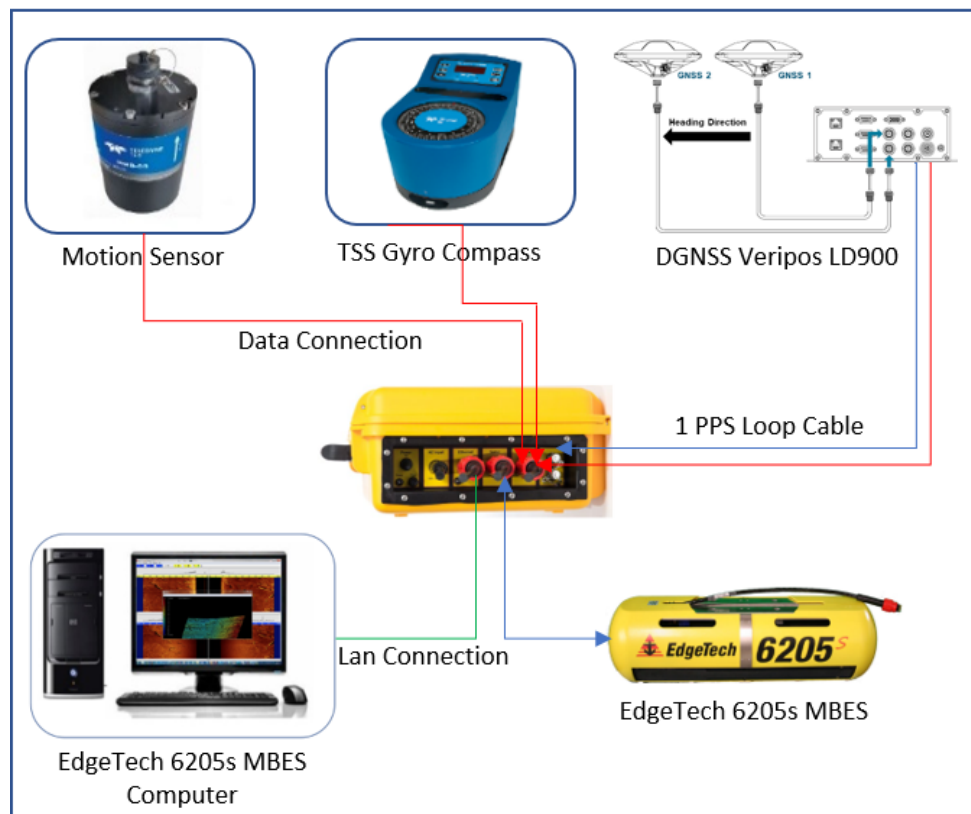 GNSS 2
GNSS 1
Heading Direction
Motion Sensor
TSS Gyro Compass
DGNSS Veripos LD900
Data Connection
1 PPS Loop Cable
Lan Connection
EdgeTech 6205s
EdgeTech 6205s MBES
EdgeTech 6205s MBES
Computer